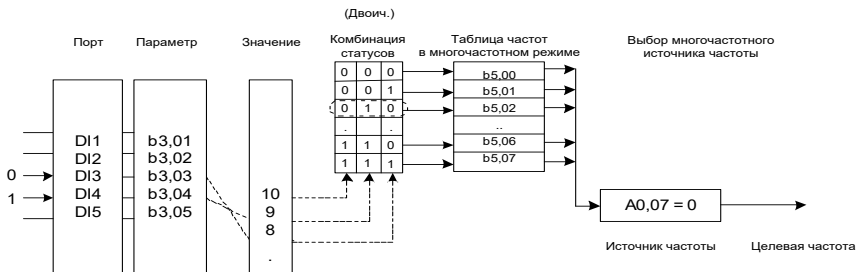 (Двоич.)
Порт
Параметр
Значение
Комбинация
статусов
Таблица частот
в многочастотном режиме
Выбор многочастотного
источника частоты
0 0 0
0 0 1
0 1 0
. . .
1 1 0
1 1 1
b5,00
b5,01
b5,02
..
b5,06
b5,07
0
1
DI1
DI2
DI3
DI4
DI5
b3,01
b3,02
b3,03
b3,04
b3,05
10
9
8
.
A0,07 = 0
Источник частоты
Целевая частота